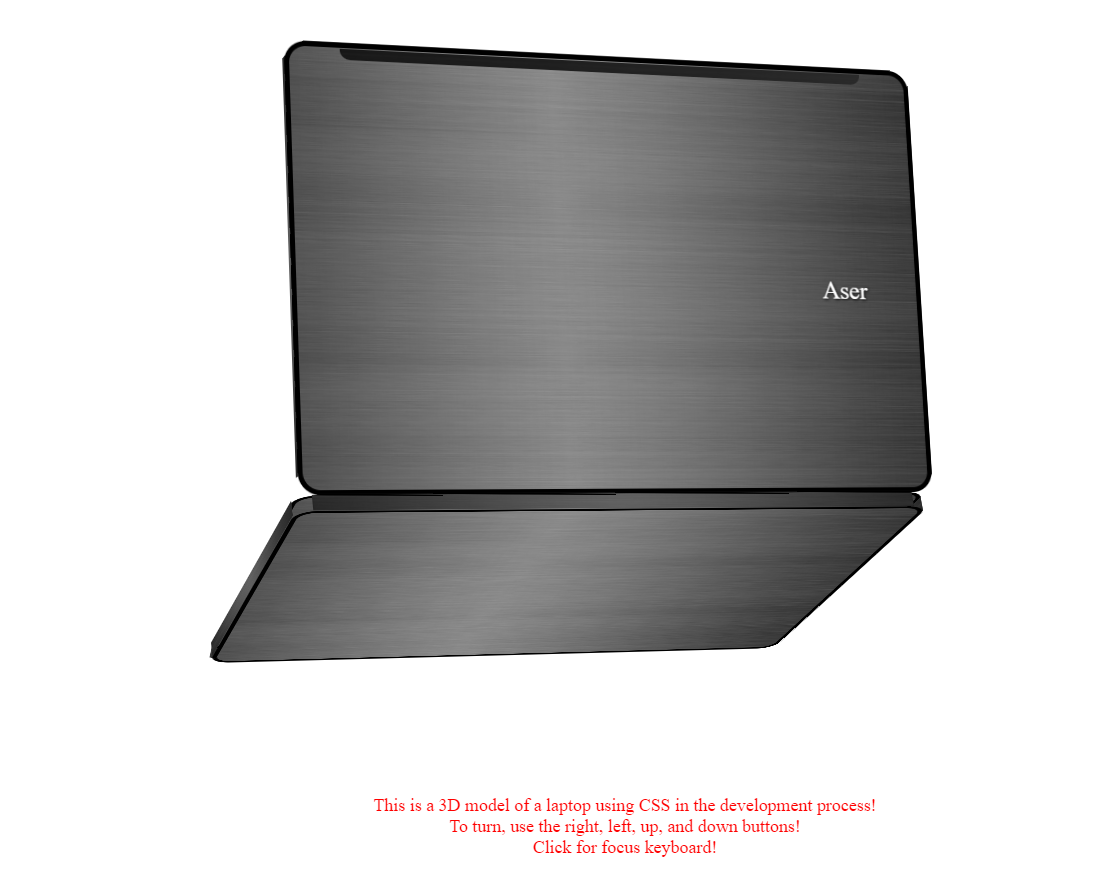 Aser
This is a 3D model of a laptop using CSS in the development process!
To turn, use the right, left, up, and down buttons!
Click for focus keyboard!